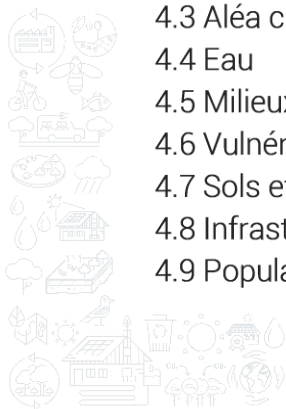 4.3 Aléa c
4.4 Eau
4.5 Milieux
4.6 Vulnér
4.7 Sols et
4.8 Infrast
4.9 Popula